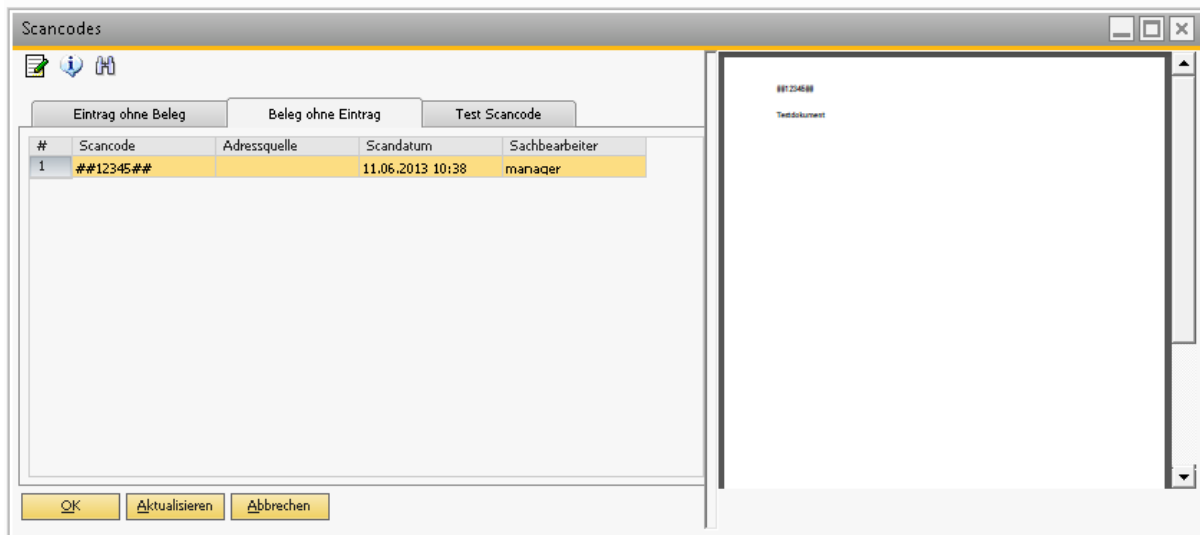 Scancodes
Eintrag ohne Beleg Beleg ohne Eintrag Test Scancode
# Scancode Adressquelle Scandatum Sachbearbeiter
1 ##12345## 11.06.2013 10:38 manager
OK Aktualisieren Abbrechen
##12345##
Testdokument